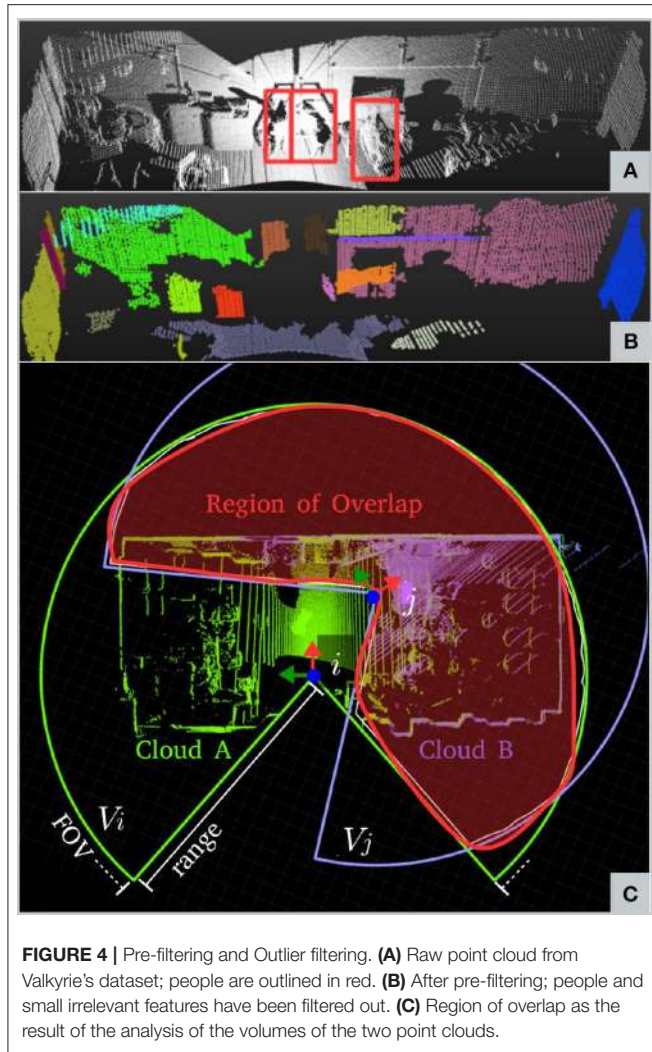 A
B
Region of Overlap
j
i
Cloud A
Cloud B
Vi
Vj
FOV
range
C
FIGURE 4 | Pre-filtering and Outlier filtering. (A) Raw point cloud from
Valkyrie's dataset; people are outlined in red. (B) After pre-filtering; people and
small irrelevant features have been filtered out. (C) Region of overlap as the
result of the analysis of the volumes of the two point clouds.